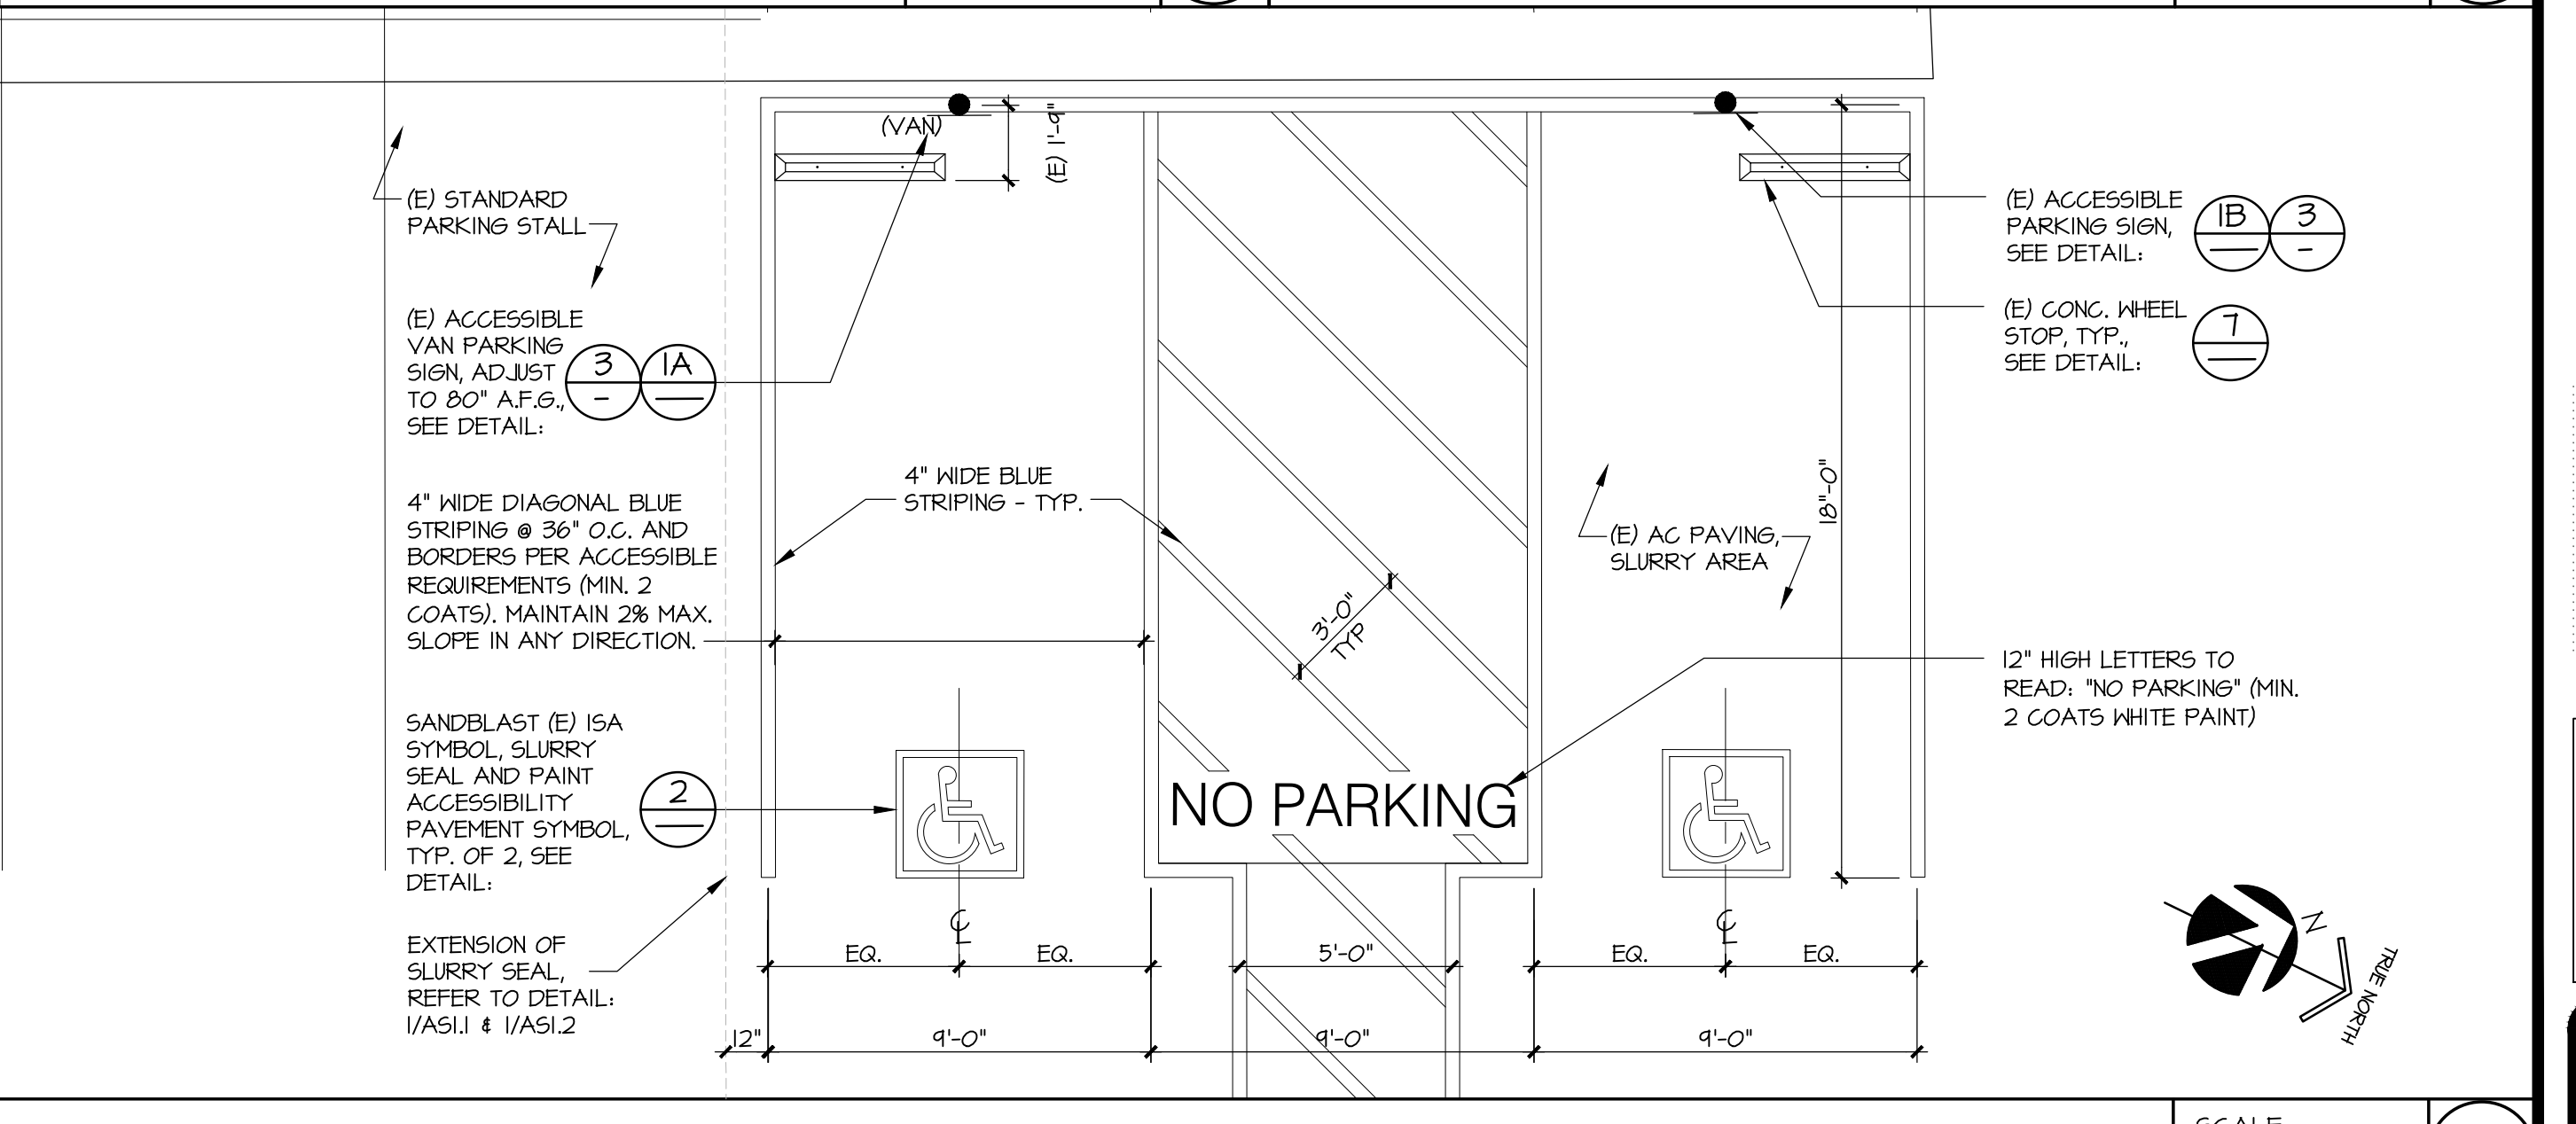 (VAN)
(E) 1'-9"
(E) STANDARD
PARKING STALL
(E) ACCESSIBLE
VAN PARKING
SIGN, ADJUST
TO 80" A.F.G.,
SEE DETAIL:
3
-
1A
4" WIDE DIAGONAL BLUE
STRIPING @ 36" O.C. AND
BORDERS PER ACCESSIBLE
REQUIREMENTS (MIN. 2
COATS). MAINTAIN 2% MAX.
SLOPE IN ANY DIRECTION.
SANDBLAST (E) ISA
SYMBOL, SLURRY
SEAL AND PAINT
ACCESSIBILITY
PAVEMENT SYMBOL,
TYP. OF 2, SEE
DETAIL:
2
EXTENSION OF
SLURRY SEAL,
REFER TO DETAIL:
1/AS1.1 & 1/AS1.2
4" WIDE BLUE
STRIPING - TYP.
3'-0"
TYP
NO PARKING
(E) AC PAVING,
SLURRY AREA
18'-0"
(E) ACCESSIBLE
PARKING SIGN,
SEE DETAIL:
1B
3
-
(E) CONC. WHEEL
STOP, TYP.,
SEE DETAIL:
7
12" HIGH LETTERS TO
READ: "NO PARKING" (MIN.
2 COATS WHITE PAINT)
CL
CL
EQ.
EQ.
5'-0"
EQ.
EQ.
12"
9'-0"
9'-0"
9'-0"
N
TRUE NORTH
SCALE